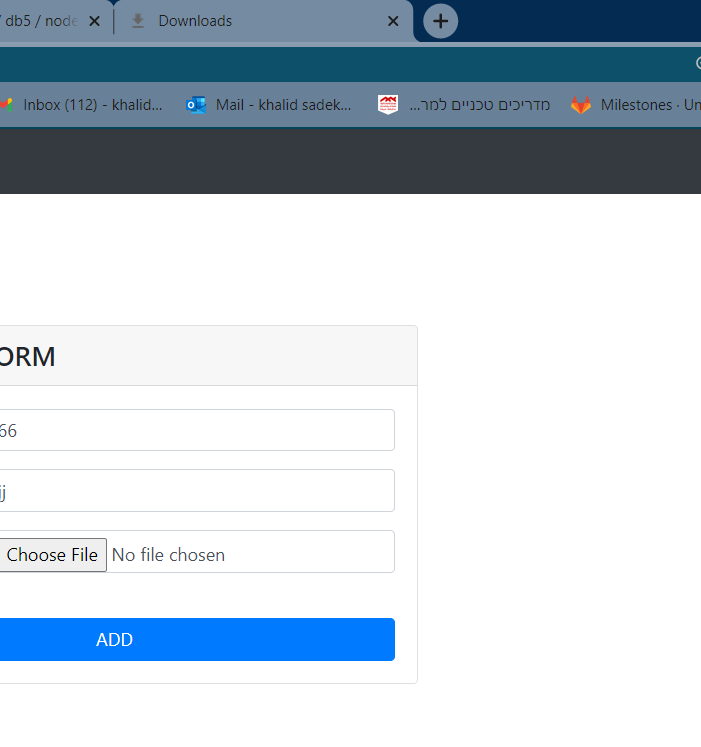 / db5 / node
Downloads
Inbox (112) - khalid...
Mail - khalid sadek...
מדריכים טכניים למר...
Milestones · Un
ORM
66
ij
Choose File No file chosen
ADD